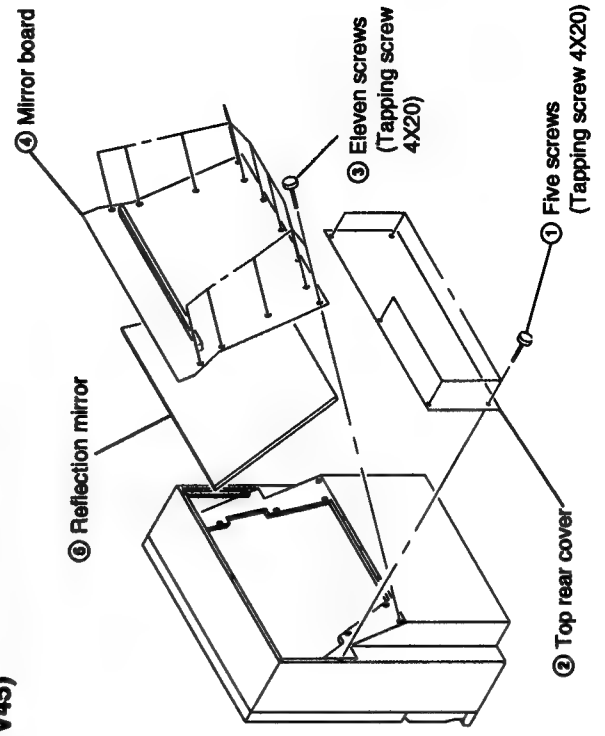 V45)
④ Mirror board
⑤ Reflection mirror
③ Eleven screws
(Tapping screw
4X20)
② Top rear cover
① Five screws
(Tapping screw 4X20)